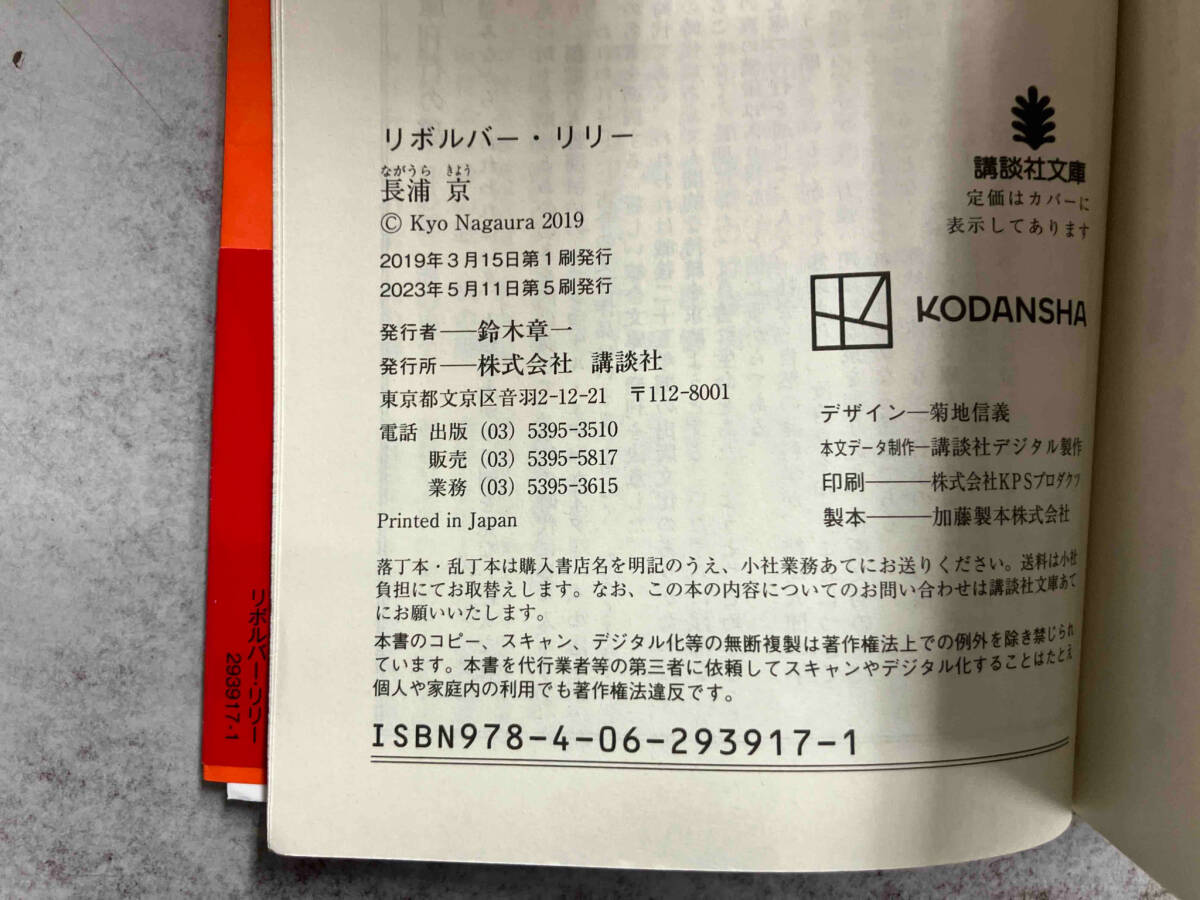 リボルバー・リリー
ながうら きょう
長浦 京
© Kyo Nagaura 2019
2019年3月15日第1刷発行
2023年5月11日第5刷発行
発行者――鈴木章一
発行所――株式会社 講談社
東京都文京区音羽2-12-21 〒112-8001
電話 出版 (03) 5395-3510
販売 (03) 5395-5817
業務 (03) 5395-3615
Printed in Japan
講談社文庫
定価はカバーに
表示してあります
KODANSHA
デザイン―菊地信義
本文データ制作―講談社デジタル製作
印刷――――株式会社KPSプロダクツ
製本――――加藤製本株式会社
落丁本・乱丁本は購入書店名を明記のうえ、小社業務あてにお送りください。送料は小社
負担にてお取替えします。なお、この本の内容についてのお問い合わせは講談社文庫あて
にお願いいたします。
本書のコピー、スキャン、デジタル化等の無断複製は著作権法上での例外を除き禁じられ
ています。本書を代行業者等の第三者に依頼してスキャンやデジタル化することはたとえ
個人や家庭内の利用でも著作権法違反です。
ISBN978-4-06-293917-1
リボルバー・リリー
293917-1